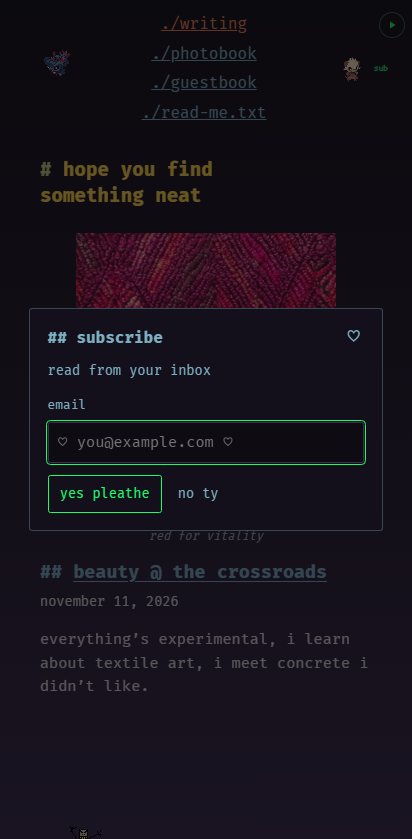 ./writing
./photobook
./guestbook
./read-me.txt
sub
# hope you find
something neat
## subscribe ♡
read from your inbox
email
♡ you@example.com ♡
yes pleathe
no ty
red for vitality
## beauty @ the crossroads
november 11, 2026
everything’s experimental, i learn
about textile art, i meet concrete i
didn’t like.